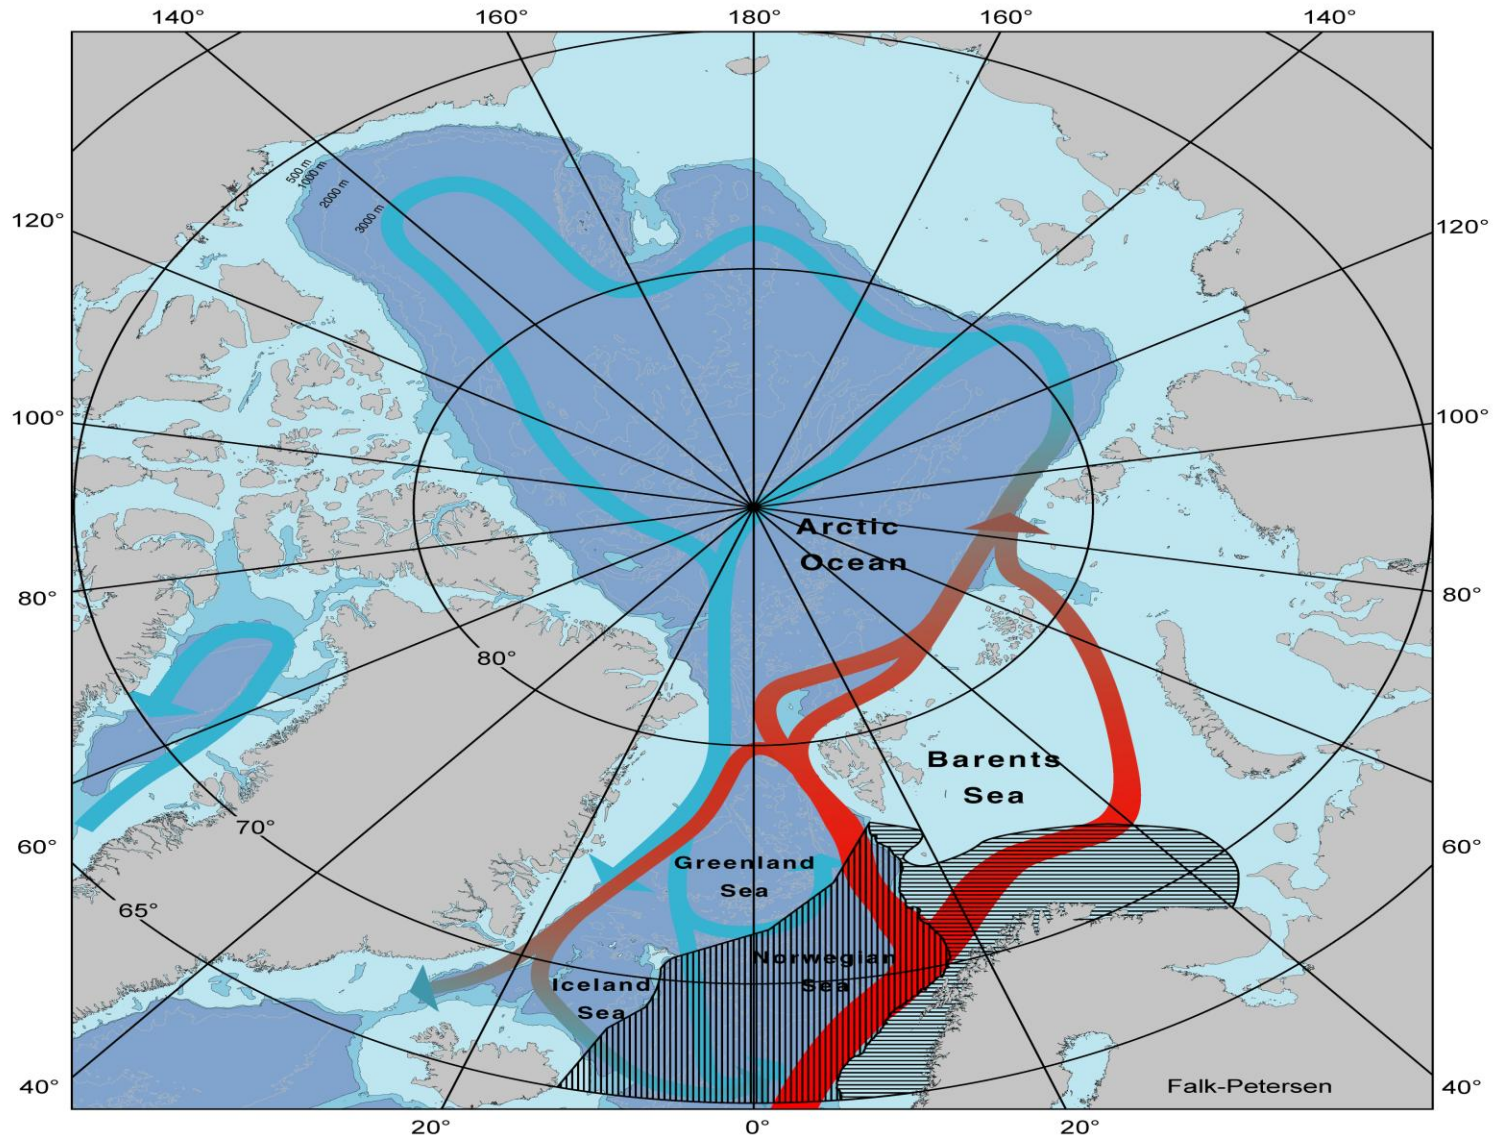 140°
160°
180°
160°
140°
500 m
1000 m
2000 m
3000 m
120°
120°
100°
100°
Arctic
Ocean
80°
80°
80°
Barents
Sea
70°
60°
60°
Greenland
Sea
65°
Norwegian
Sea
Iceland
Sea
40°
Falk-Petersen
40°
20°
0°
20°